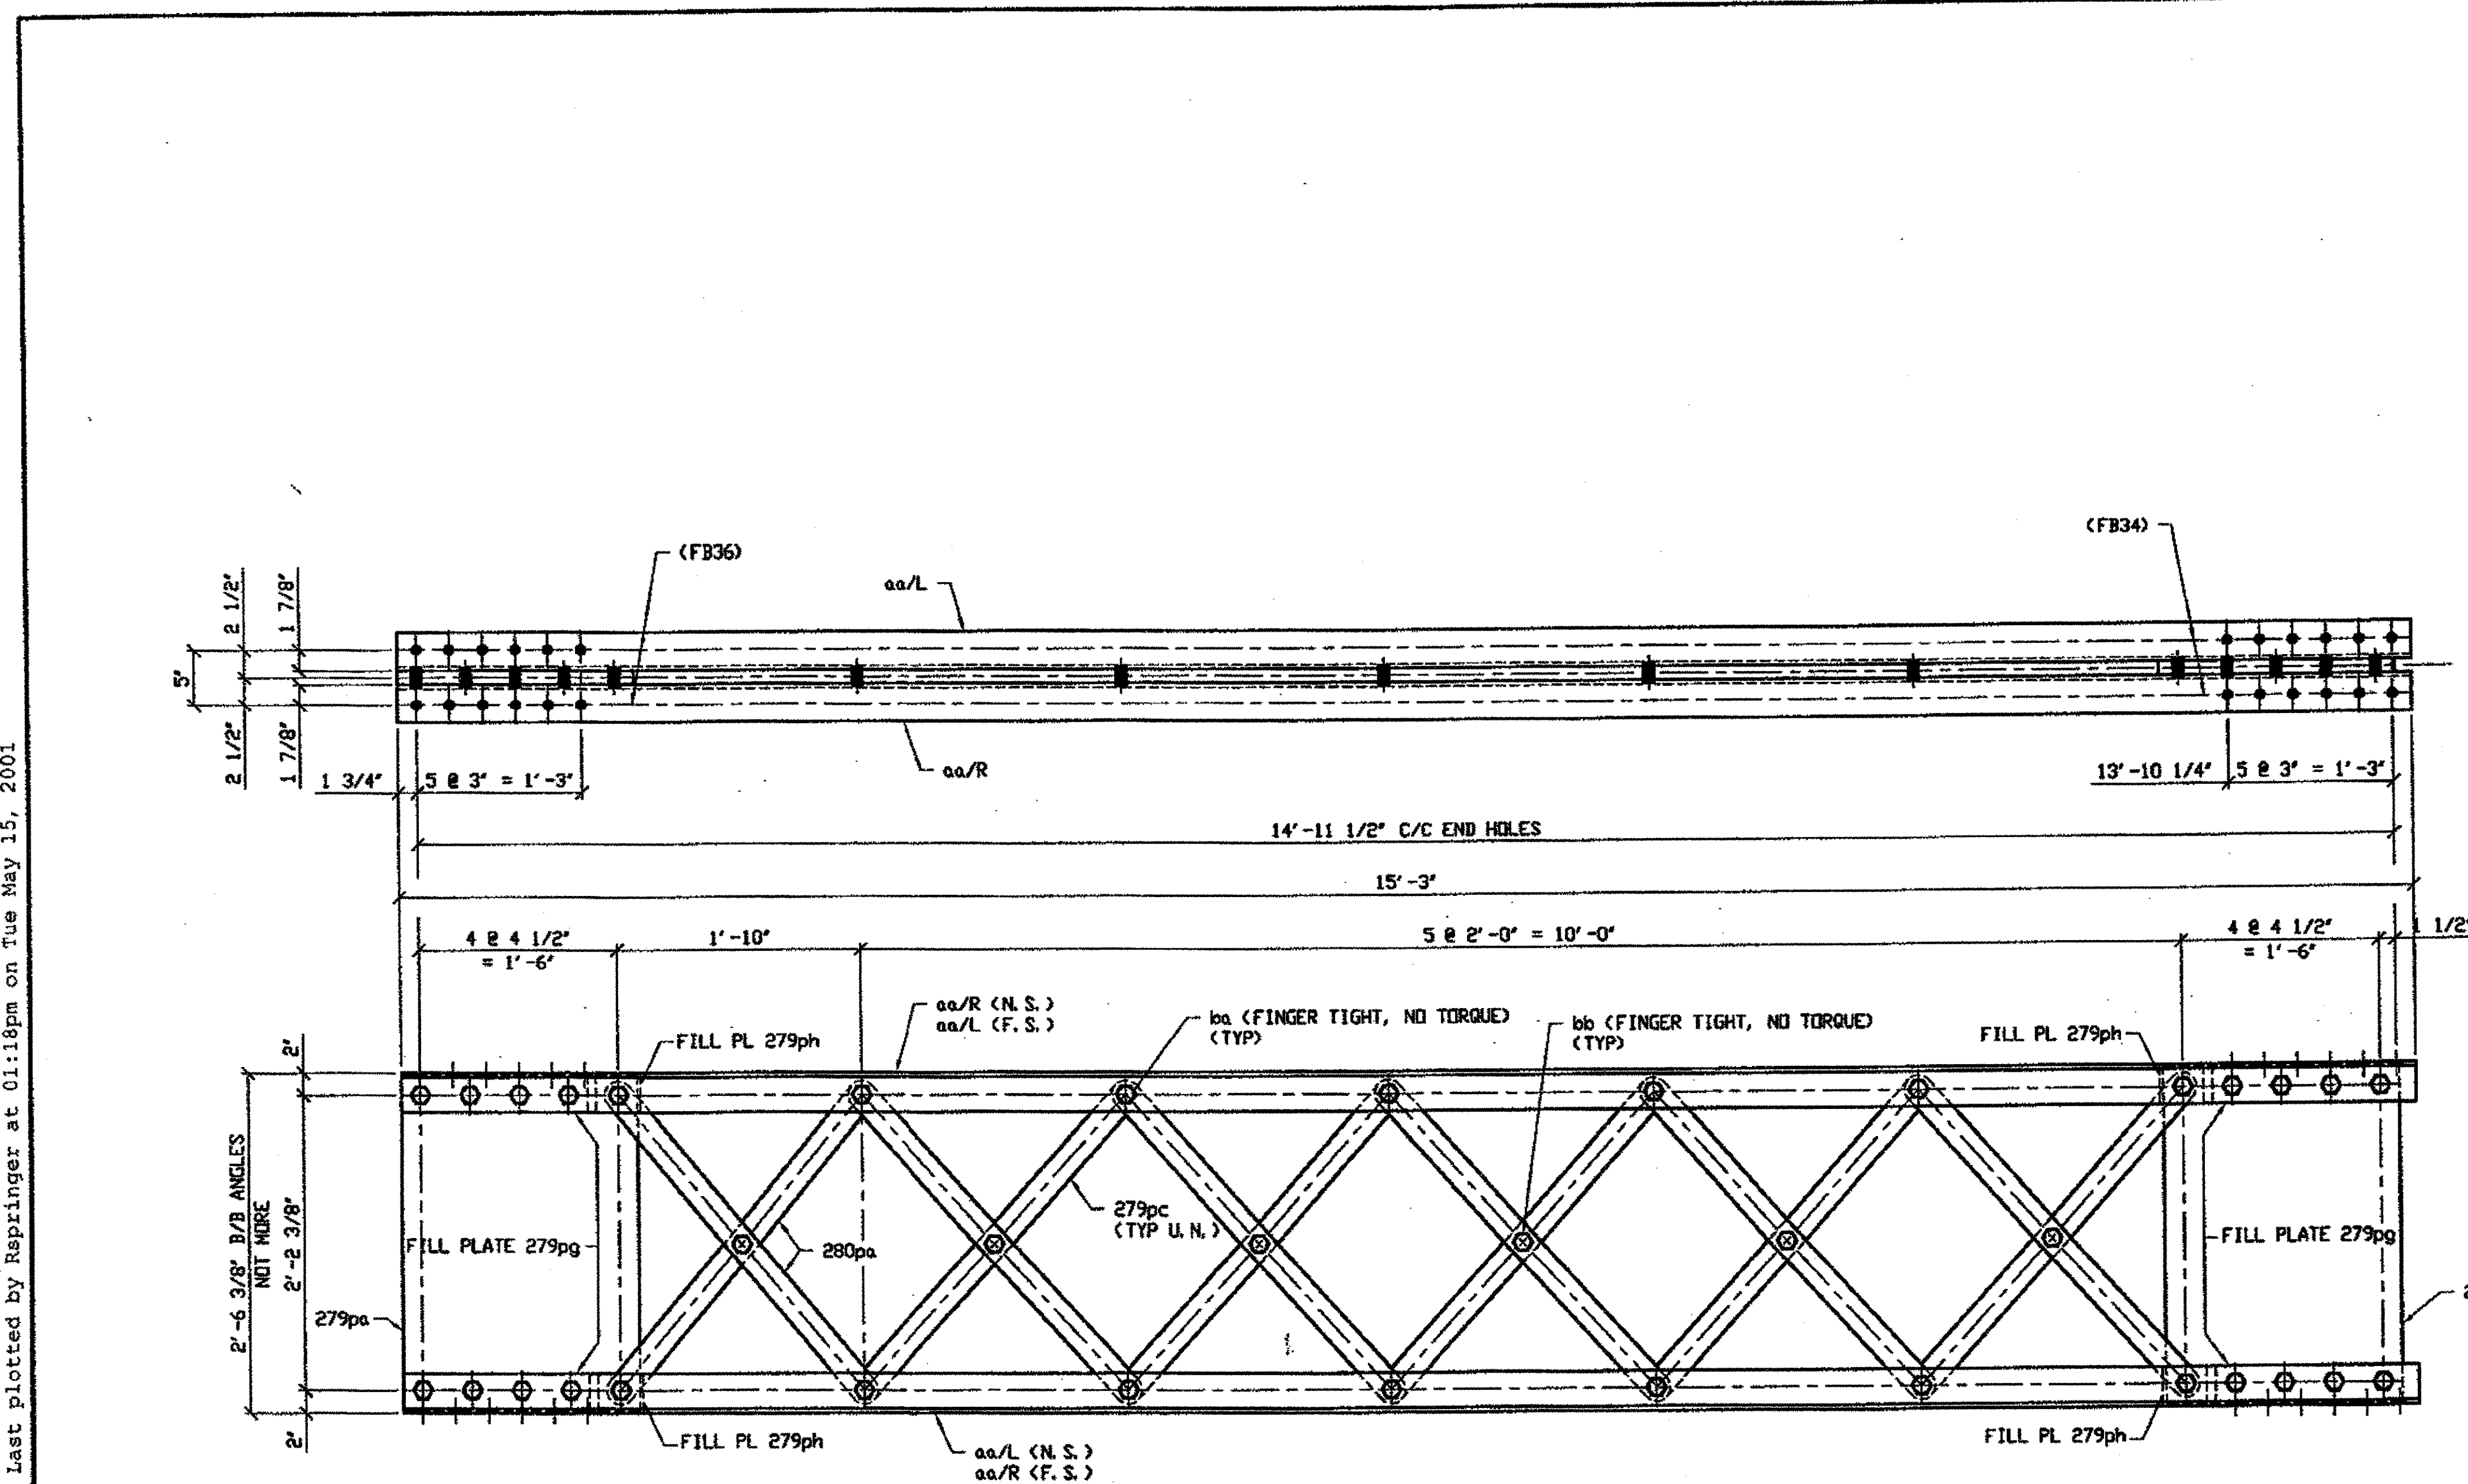 Last plotted by Rspringer at 01:18pm on Tue May 15, 2001
(FB36)
(FB34)
aa/L
2 1/2"
1 7/8"
5"
2 1/2"
1 7/8"
aa/R
1 3/4"
5 @ 3" = 1'-3"
13'-10 1/4"
5 @ 3" = 1'-3"
14'-11 1/2" C/C END HOLES
15'-3"
4 @ 4 1/2"
= 1'-6"
1'-10"
5 @ 2'-0" = 10'-0"
4 @ 4 1/2"
= 1'-6"
1 1/2"
aa/R (N.S.)
aa/L (F.S.)
ba (FINGER TIGHT, NO TORQUE)
(TYP)
bb (FINGER TIGHT, NO TORQUE)
(TYP)
FILL PL 279ph
FILL PL 279ph
2"
2'-6 3/8" B/B ANGLES
NOT MORE
2'-2 3/8"
2"
279pc
(TYP U.N.)
280pa
FILL PLATE 279pg
FILL PLATE 279pg
279pa
2
FILL PL 279ph
FILL PL 279ph
aa/L (N.S.)
aa/R (F.S.)